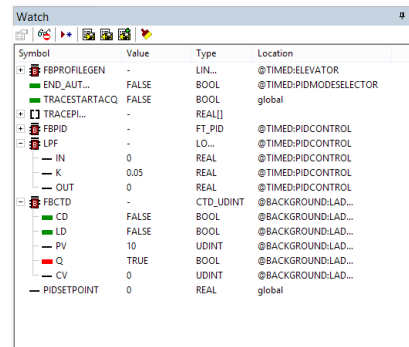 Watch
Symbol Value Type Location
FBPROFILEGEN - LIN... @TIMED:ELEVATOR
END_AUT... FALSE BOOL @TIMED:PIDMODESELECTOR
TRACESTARTACQ FALSE BOOL global
TRACEPI... - REAL[]
FBPID - FT_PID @TIMED:PIDCONTROL
LPF - LO... @TIMED:PIDCONTROL
IN 0 REAL @TIMED:PIDCONTROL
K 0.05 REAL @TIMED:PIDCONTROL
OUT 0 REAL @TIMED:PIDCONTROL
FBCTD - CTD_UDINT @BACKGROUND:LAD...
CD FALSE BOOL @BACKGROUND:LAD...
LD FALSE BOOL @BACKGROUND:LAD...
PV 10 UDINT @BACKGROUND:LAD...
Q TRUE BOOL @BACKGROUND:LAD...
CV 0 UDINT @BACKGROUND:LAD...
PIDSETPOINT 0 REAL global